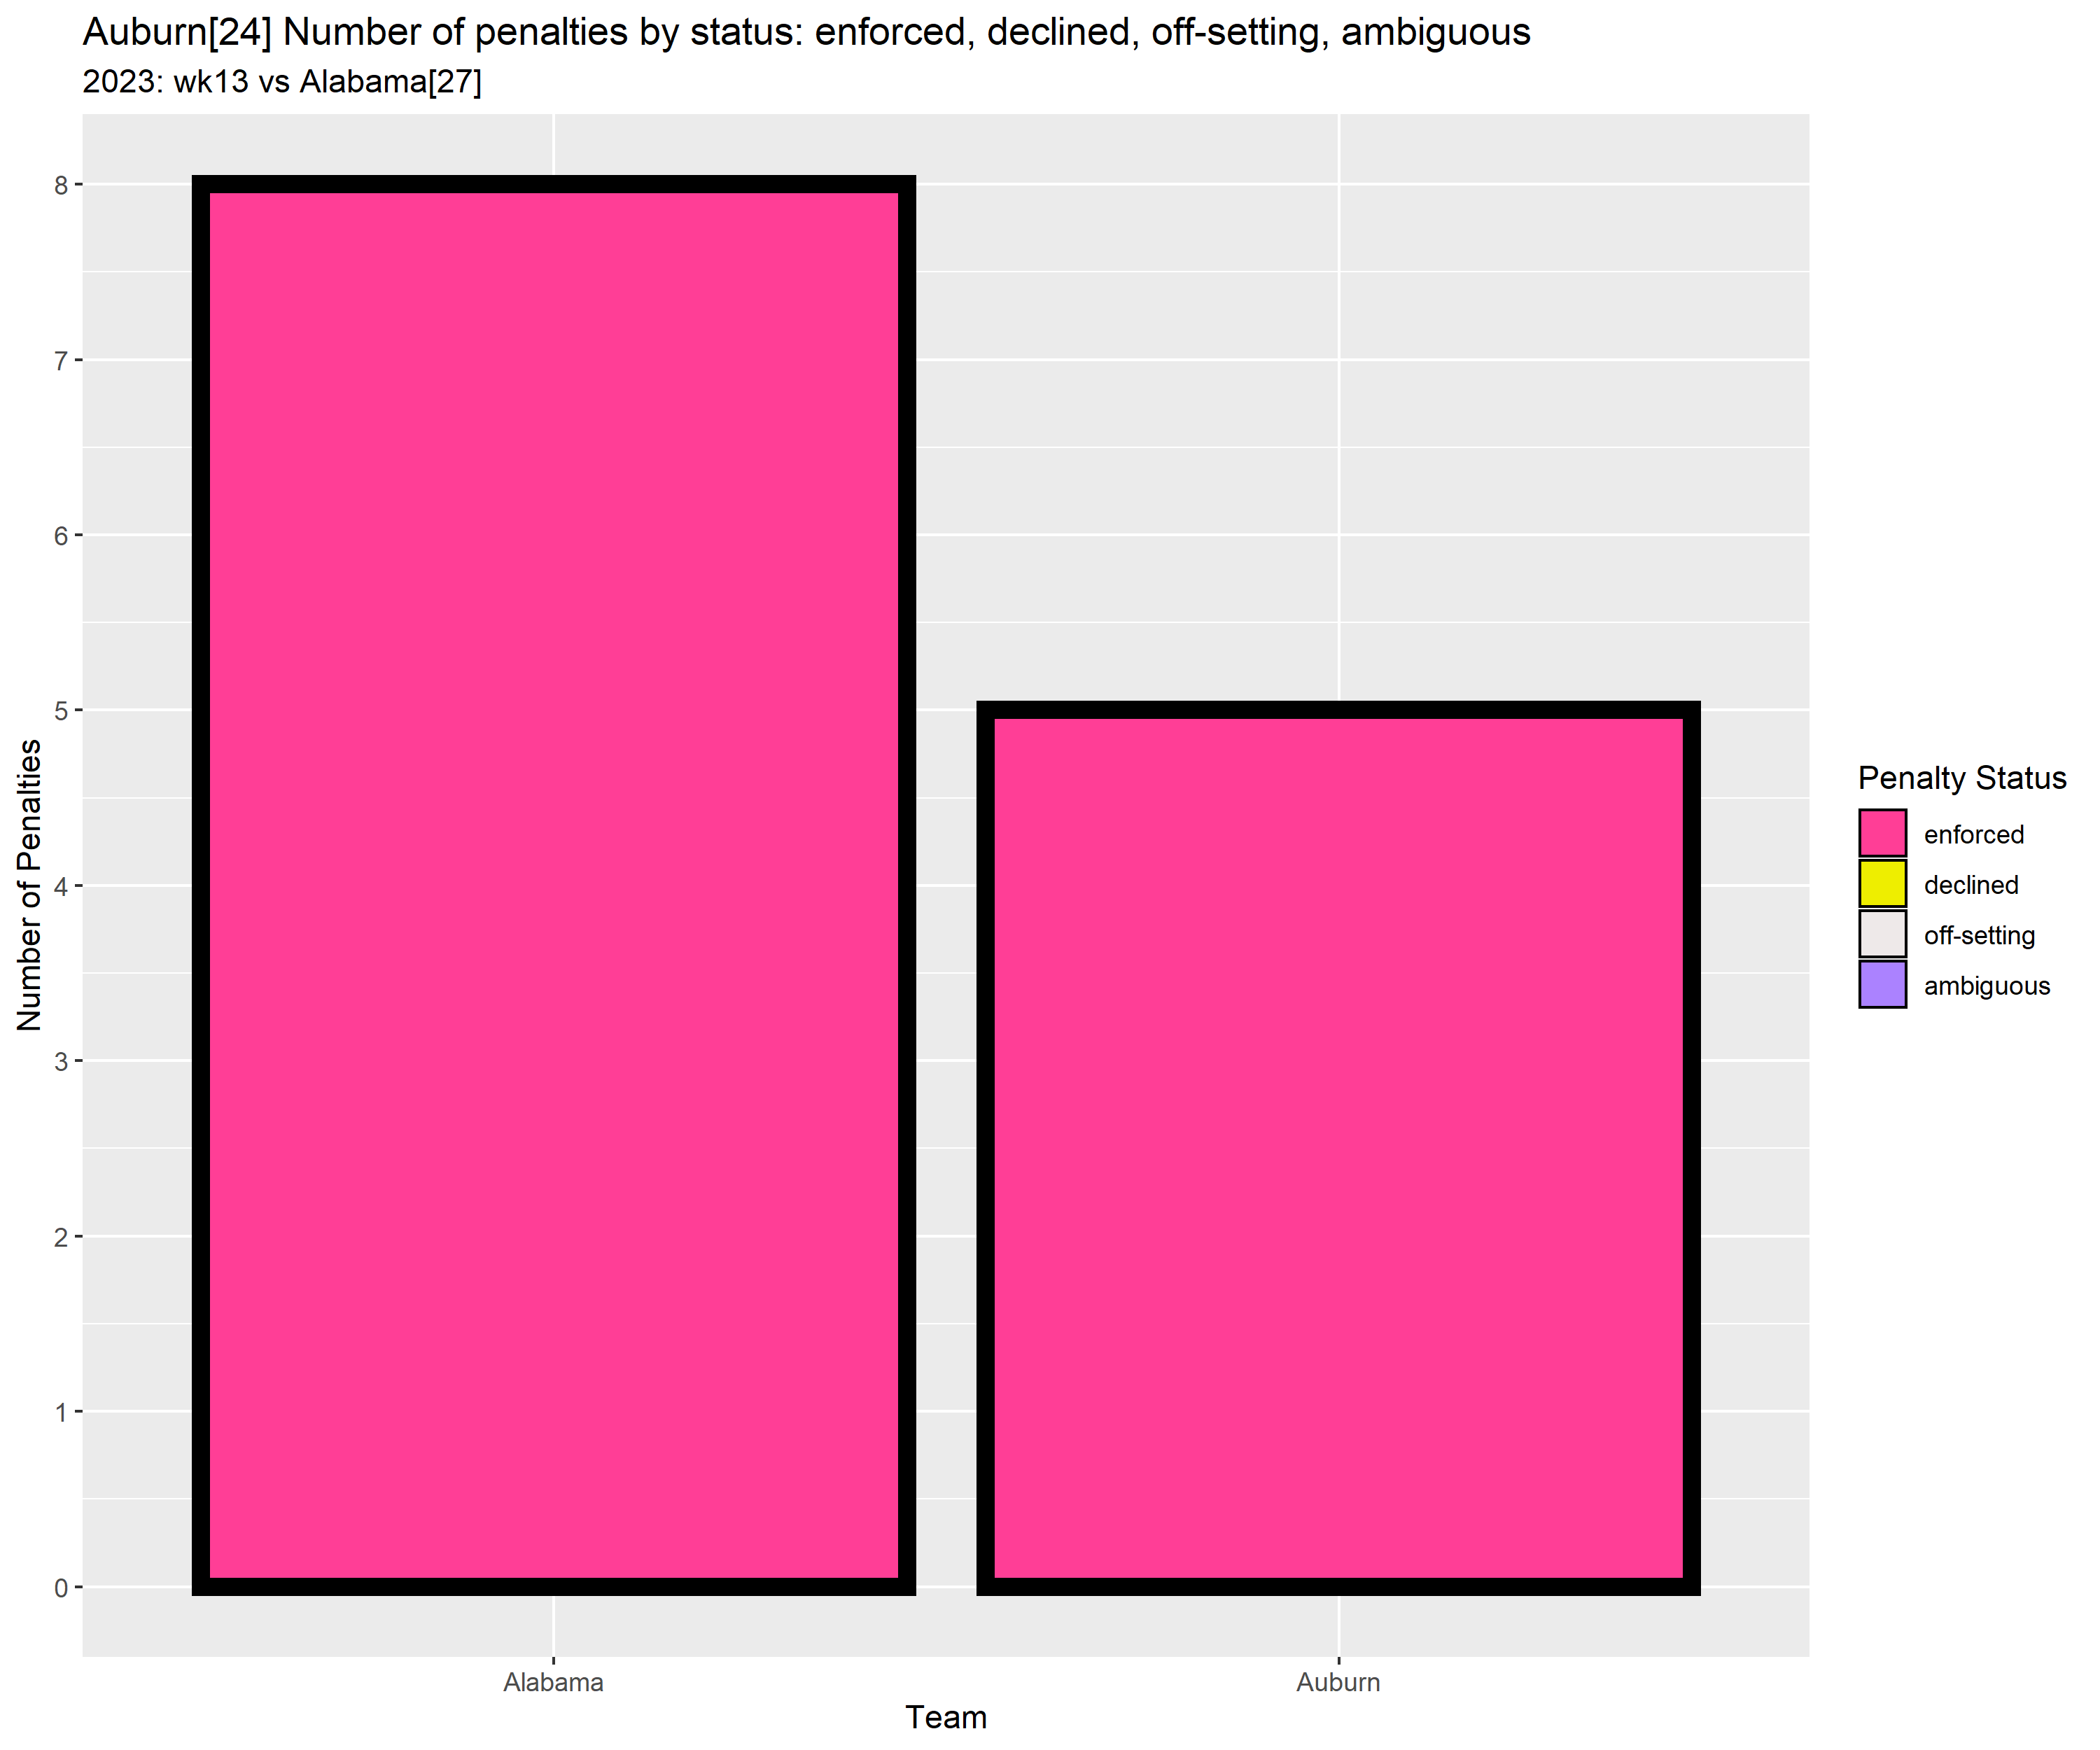 Auburn[24] Number of penalties by status: enforced, declined, off-setting, ambiguous
2023: wk13 vs Alabama[27]
Number of Penalties
8
7
6
5
4
3
2
1
0
Alabama
Auburn
Team
Penalty Status
enforced
declined
off-setting
ambiguous